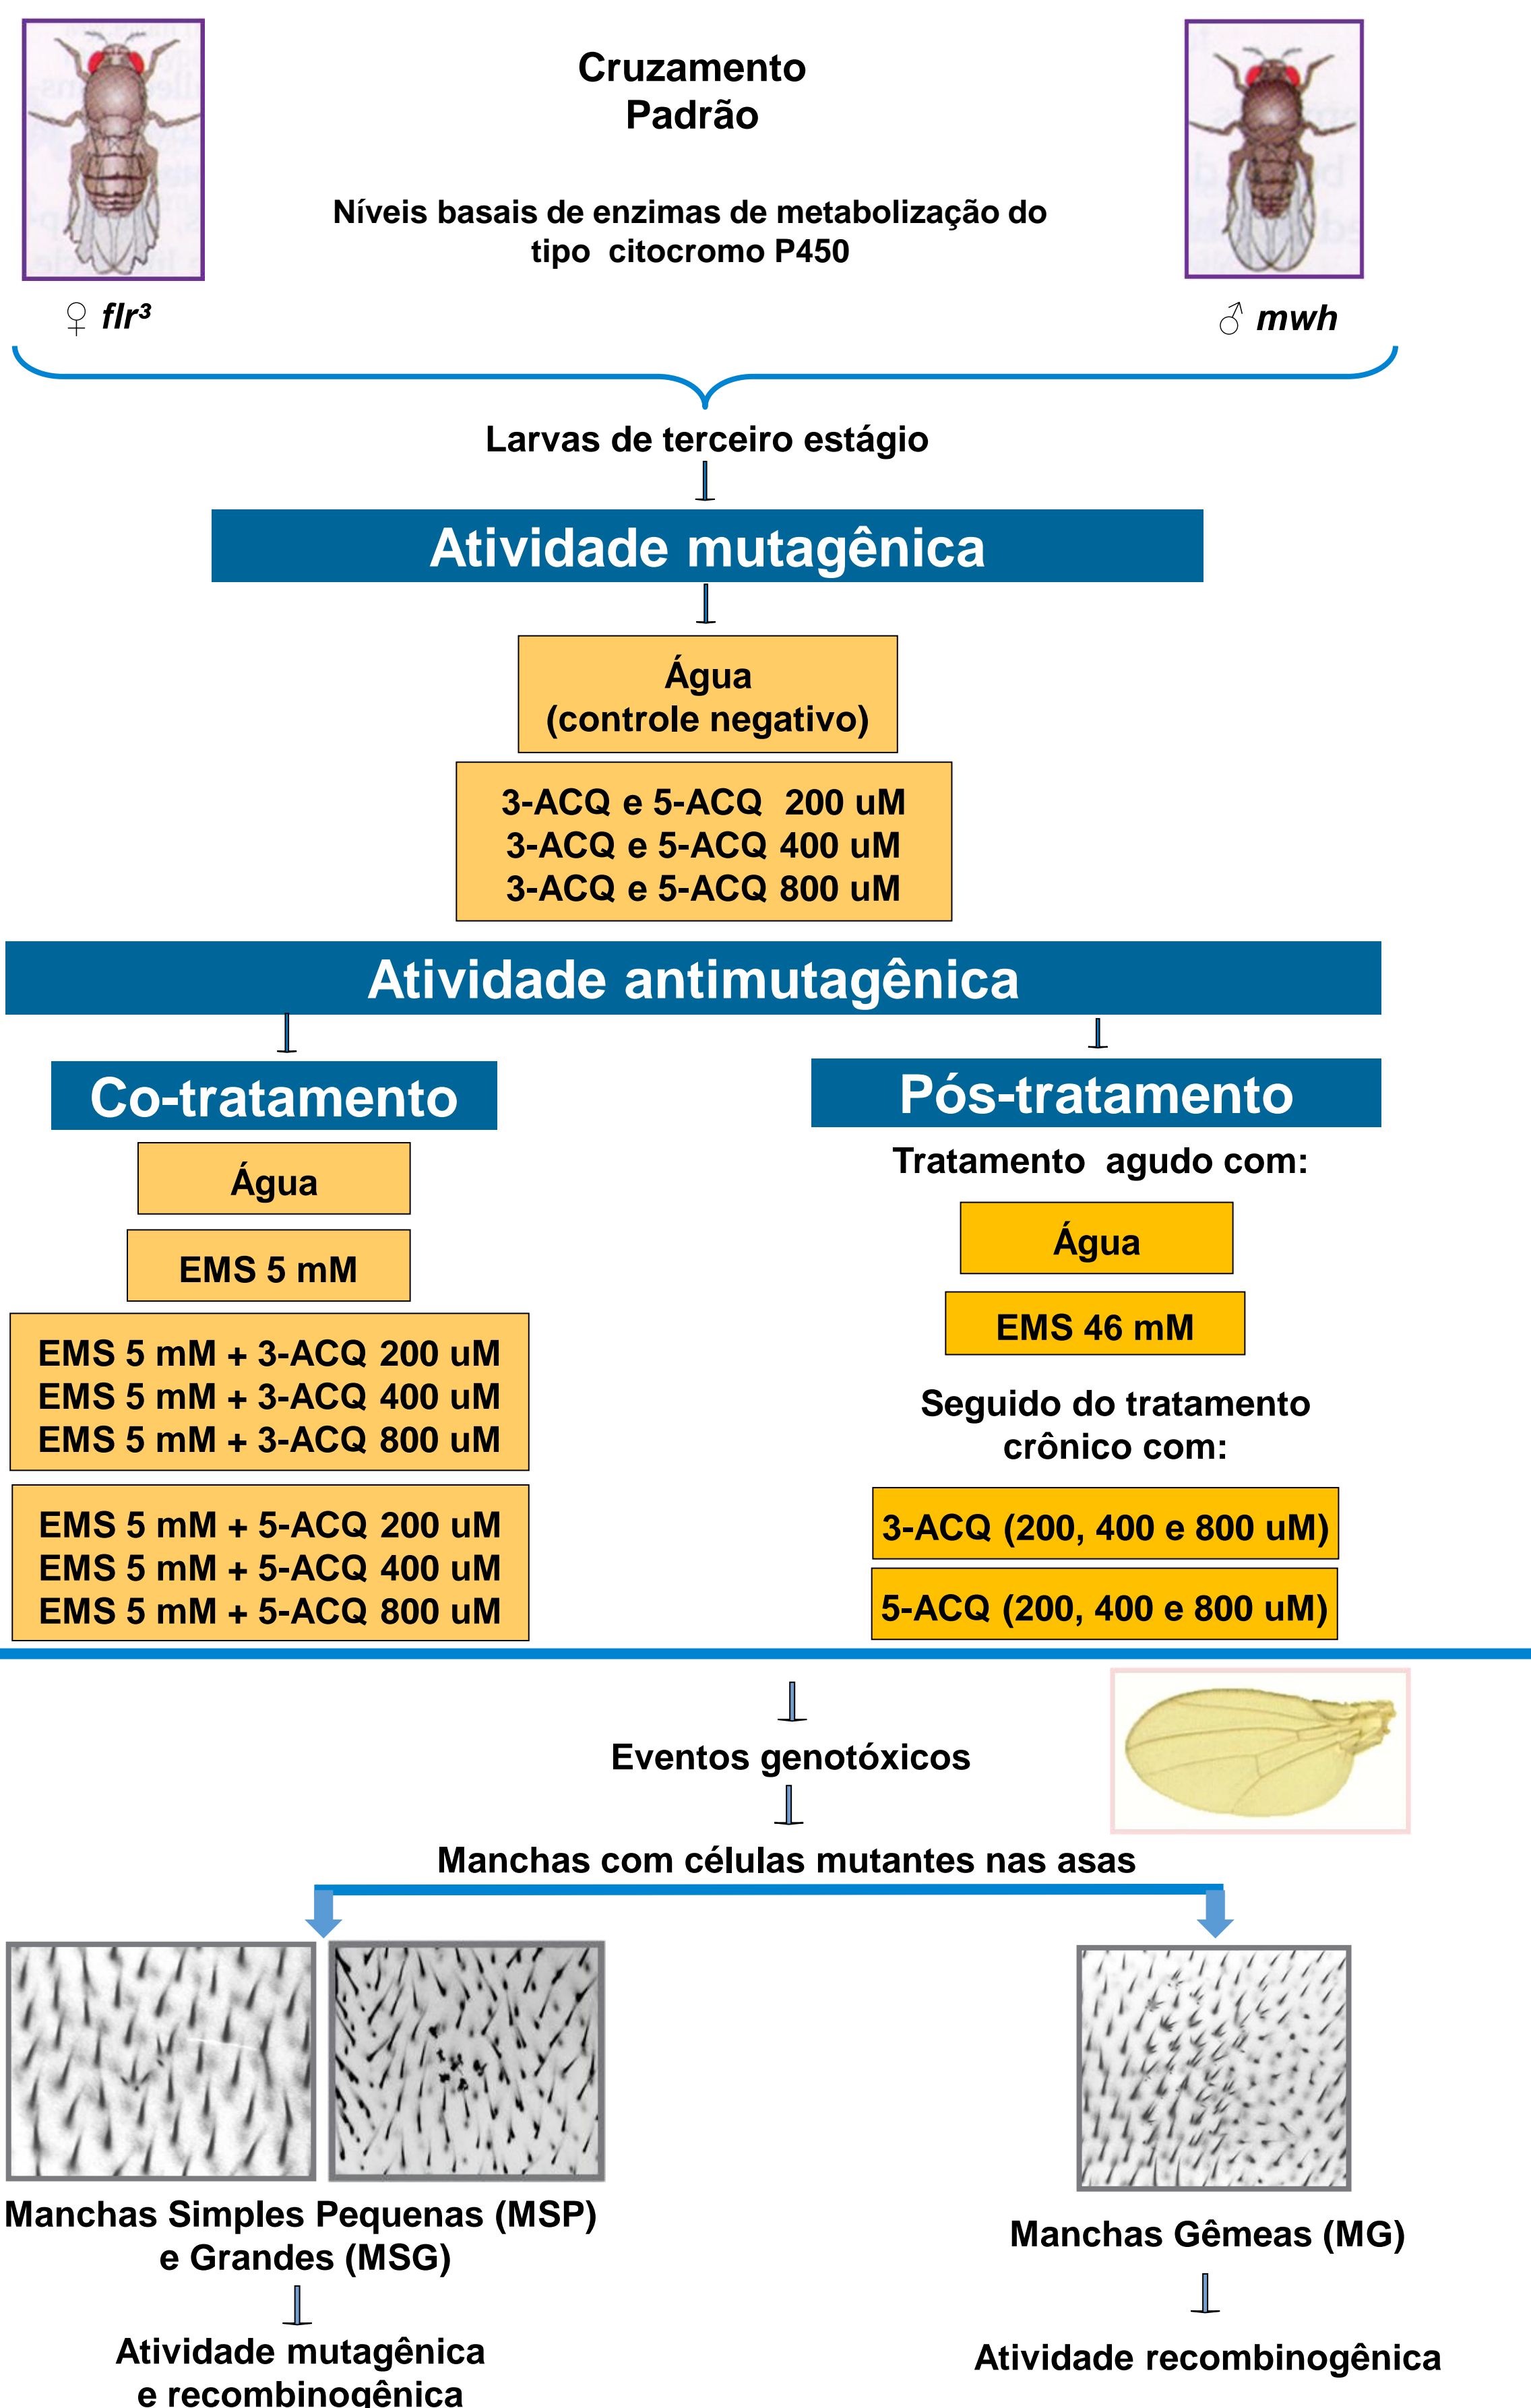 Cruzamento
Padrão
Níveis basais de enzimas de metabolização do
tipo citocromo P450
♀ flr³
♂ mwh
Larvas de terceiro estágio
Atividade mutagênica
Água
(controle negativo)
3-ACQ e 5-ACQ 200 uM
3-ACQ e 5-ACQ 400 uM
3-ACQ e 5-ACQ 800 uM
Atividade antimutagênica
Co-tratamento
Água
EMS 5 mM
EMS 5 mM + 3-ACQ 200 uM
EMS 5 mM + 3-ACQ 400 uM
EMS 5 mM + 3-ACQ 800 uM
EMS 5 mM + 5-ACQ 200 uM
EMS 5 mM + 5-ACQ 400 uM
EMS 5 mM + 5-ACQ 800 uM
Pós-tratamento
Tratamento agudo com:
Água
EMS 46 mM
Seguido do tratamento
crônico com:
3-ACQ (200, 400 e 800 uM)
5-ACQ (200, 400 e 800 uM)
Eventos genotóxicos
Manchas com células mutantes nas asas
Manchas Simples Pequenas (MSP)
e Grandes (MSG)
Atividade mutagênica
e recombinogênica
Manchas Gêmeas (MG)
Atividade recombinogênica